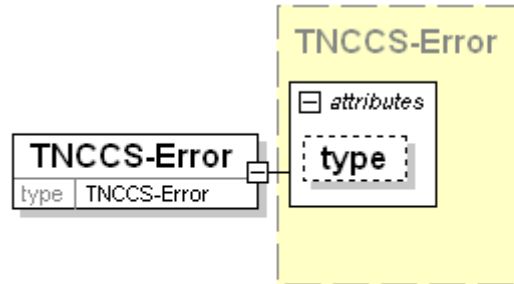 TNCCS-Error
attributes
type
TNCCS-Error
type TNCCS-Error